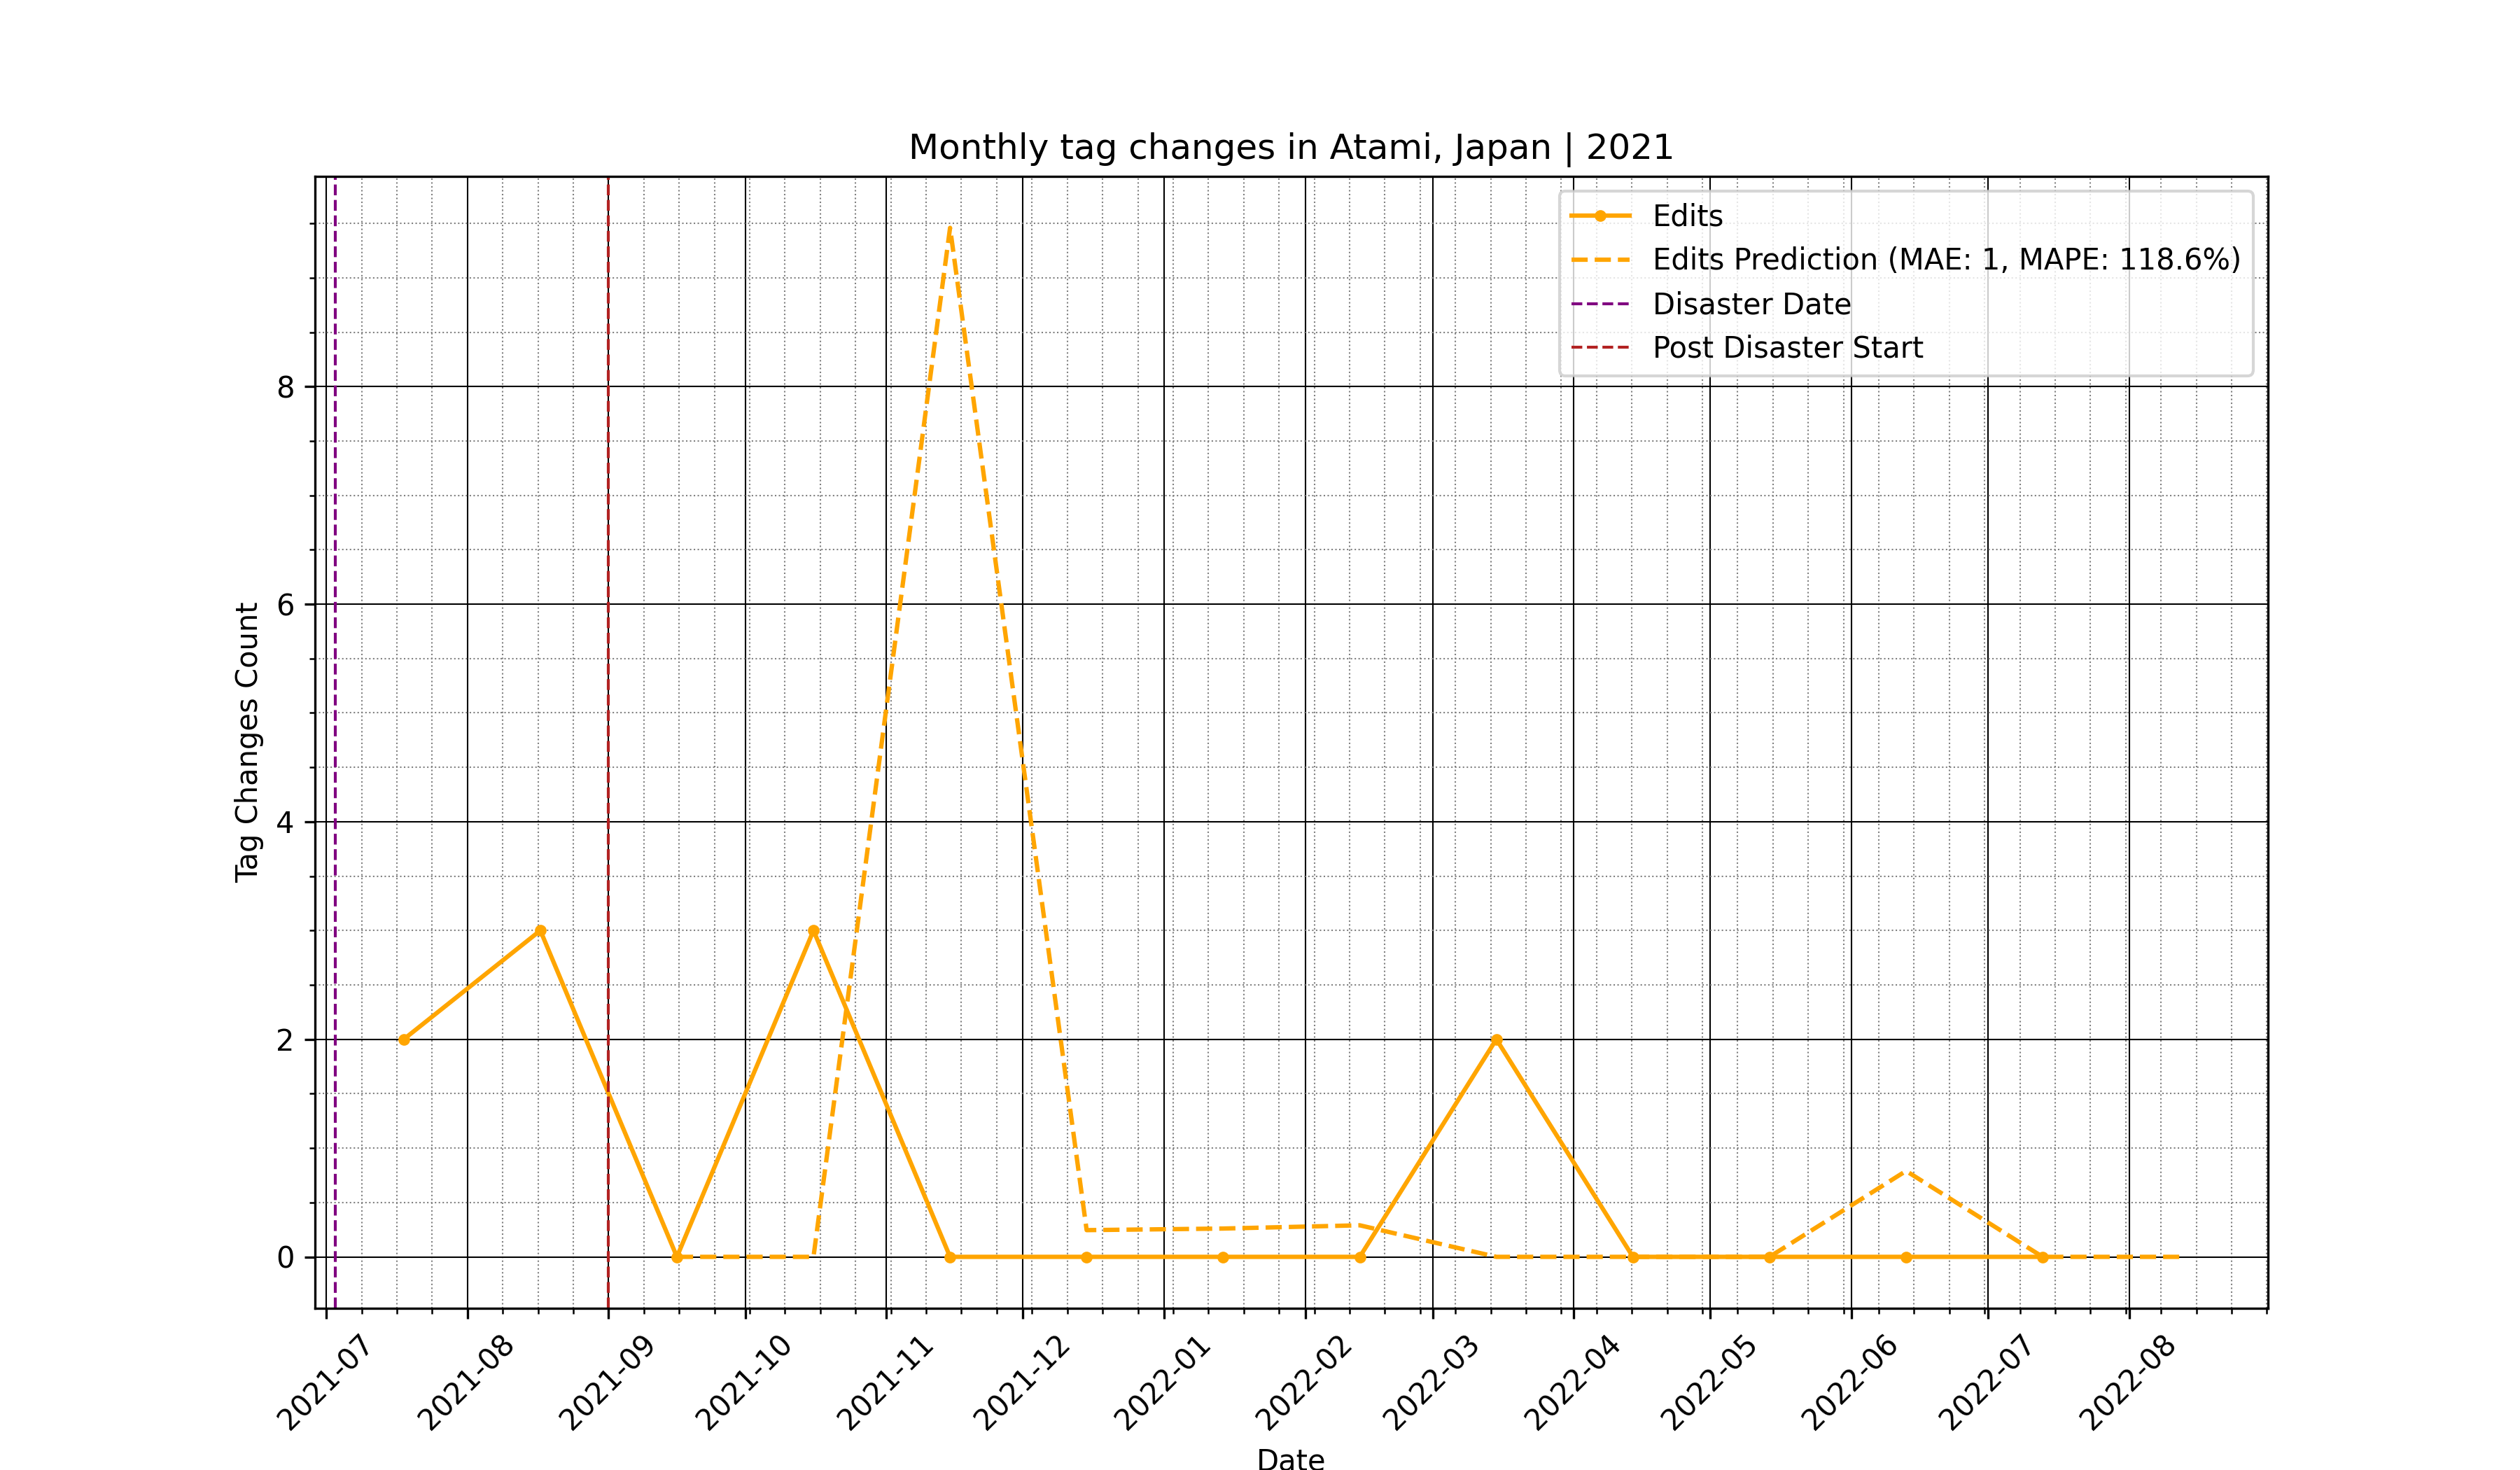 Monthly tag changes in Atami, Japan | 2021
Edits
Edits Prediction (MAE: 1, MAPE: 118.6%)
Disaster Date
Post Disaster Start
Tag Changes Count
8
6
4
2
0
2021-07
2021-08
2021-09
2021-10
2021-11
2021-12
2022-01
2022-02
2022-03
2022-04
2022-05
2022-06
2022-07
2022-08
Date